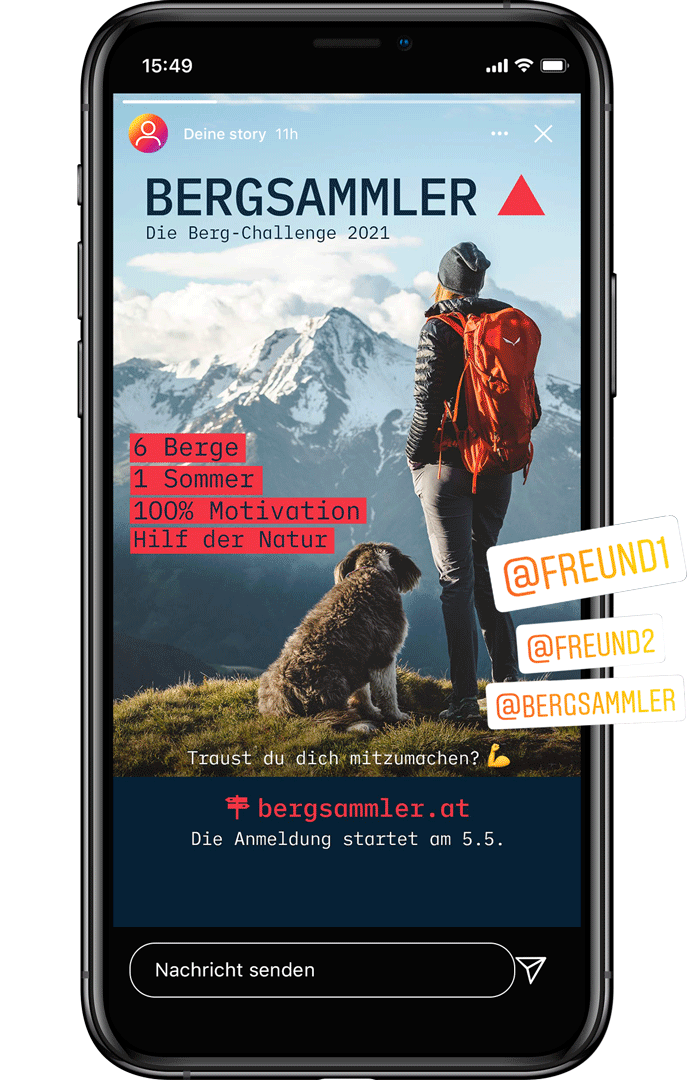 15:49
Deine story 11h
BERGSAMMLER
Die Berg-Challenge 2021
6 Berge
1 Sommer
100% Motivation
Hilf der Natur
@FREUND1
@FREUND2
@BERGSAMMLER
Traust du dich mitzumachen? 💪
bergsammler.at
Die Anmeldung startet am 5.5.
Nachricht senden